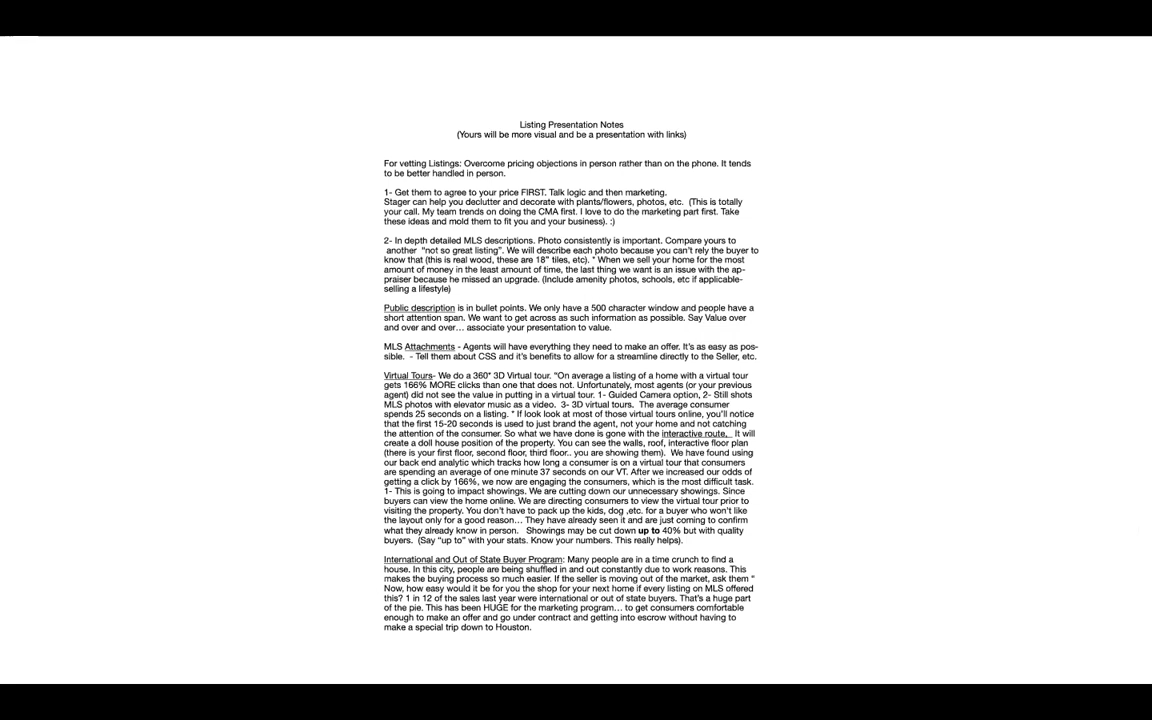 Listing Presentation Notes
(Yours will be more visual and be a presentation with links)
For vetting Listings: Overcome pricing objections in person rather than on the phone. It tends
to be better handled in person.
1- Get them to agree to your price FIRST. Talk logic and then marketing.
Stager can help you declutter and decorate with plants/flowers, photos, etc.  (This is totally
your call. My team trends on doing the CMA first. I love to do the marketing part first. Take
these ideas and mold them to fit you and your business). :)
2- In depth detailed MLS descriptions. Photo consistently is important. Compare yours to
another  “not so great listing”. We will describe each photo because you can’t rely the buyer to
know that (this is real wood, these are 18” tiles, etc). * When we sell your home for the most
amount of money in the least amount of time, the last thing we want is an issue with the ap-
praiser because he missed an upgrade. (Include amenity photos, schools, etc if applicable-
selling a lifestyle)
Public description is in bullet points. We only have a 500 character window and people have a
short attention span. We want to get across as such information as possible. Say Value over
and over and over… associate your presentation to value.
MLS Attachments - Agents will have everything they need to make an offer. It’s as easy as pos-
sible.  - Tell them about CSS and it’s benefits to allow for a streamline directly to the Seller, etc.
Virtual Tours- We do a 360° 3D Virtual tour. “On average a listing of a home with a virtual tour
gets 166% MORE clicks than one that does not. Unfortunately, most agents (or your previous
agent) did not see the value in putting in a virtual tour. 1- Guided Camera option, 2- Still shots
MLS photos with elevator music as a video.  3- 3D virtual tours.  The average consumer
spends 25 seconds on a listing. * If look look at most of those virtual tours online, you’ll notice
that the first 15-20 seconds is used to just brand the agent, not your home and not catching
the attention of the consumer. So what we have done is gone with the interactive route.  It will
create a doll house position of the property. You can see the walls, roof, interactive floor plan
(there is your first floor, second floor, third floor.. you are showing them).  We have found using
our back end analytic which tracks how long a consumer is on a virtual tour that consumers
are spending an average of one minute 37 seconds on our VT. After we increased our odds of
getting a click by 166%, we now are engaging the consumers, which is the most difficult task.
1- This is going to impact showings. We are cutting down our unnecessary showings. Since
buyers can view the home online. We are directing consumers to view the virtual tour prior to
visiting the property. You don’t have to pack up the kids, dog ,etc. for a buyer who won’t like
the layout only for a good reason… They have already seen it and are just coming to confirm
what they already know in person.   Showings may be cut down up to 40% but with quality
buyers.  (Say “up to” with your stats. Know your numbers. This really helps).
International and Out of State Buyer Program: Many people are in a time crunch to find a
house. In this city, people are being shuffled in and out constantly due to work reasons. This
makes the buying process so much easier. If the seller is moving out of the market, ask them “
Now, how easy would it be for you the shop for your next home if every listing on MLS offered
this? 1 in 12 of the sales last year were international or out of state buyers. That’s a huge part
of the pie. This has been HUGE for the marketing program… to get consumers comfortable
enough to make an offer and go under contract and getting into escrow without having to
make a special trip down to Houston.